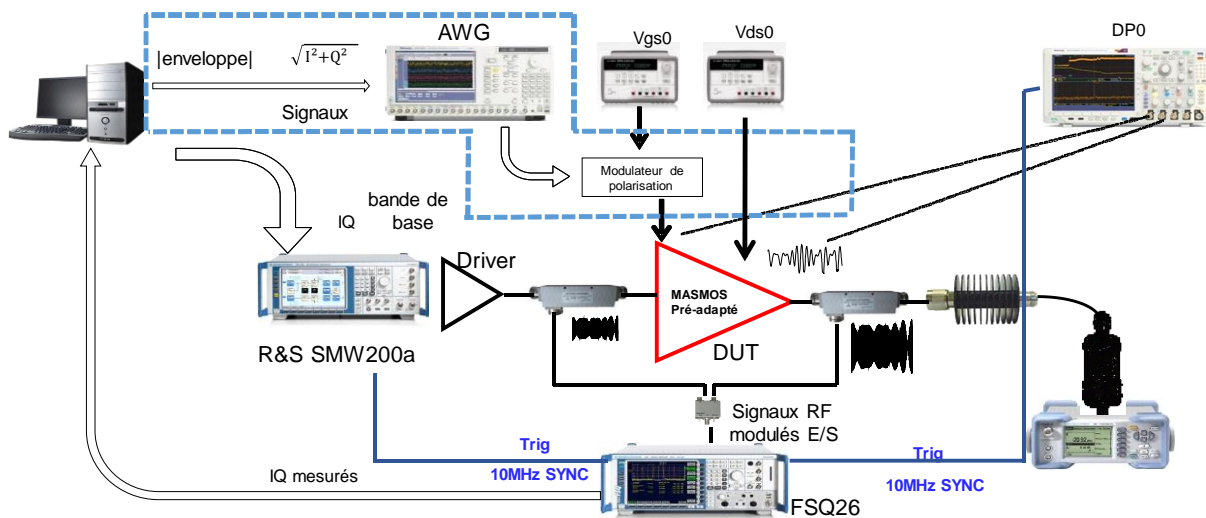 AWG
Vgs0
Vds0
DP0
|enveloppe|
√I²+Q²
Signaux
Modulateur de
polarisation
bande de
base
IQ
Driver
MASMOS
Pré-adapté
DUT
R&S SMW200a
Signaux RF
modulés E/S
Trig
10MHz SYNC
Trig
10MHz SYNC
IQ mesurés
FSQ26